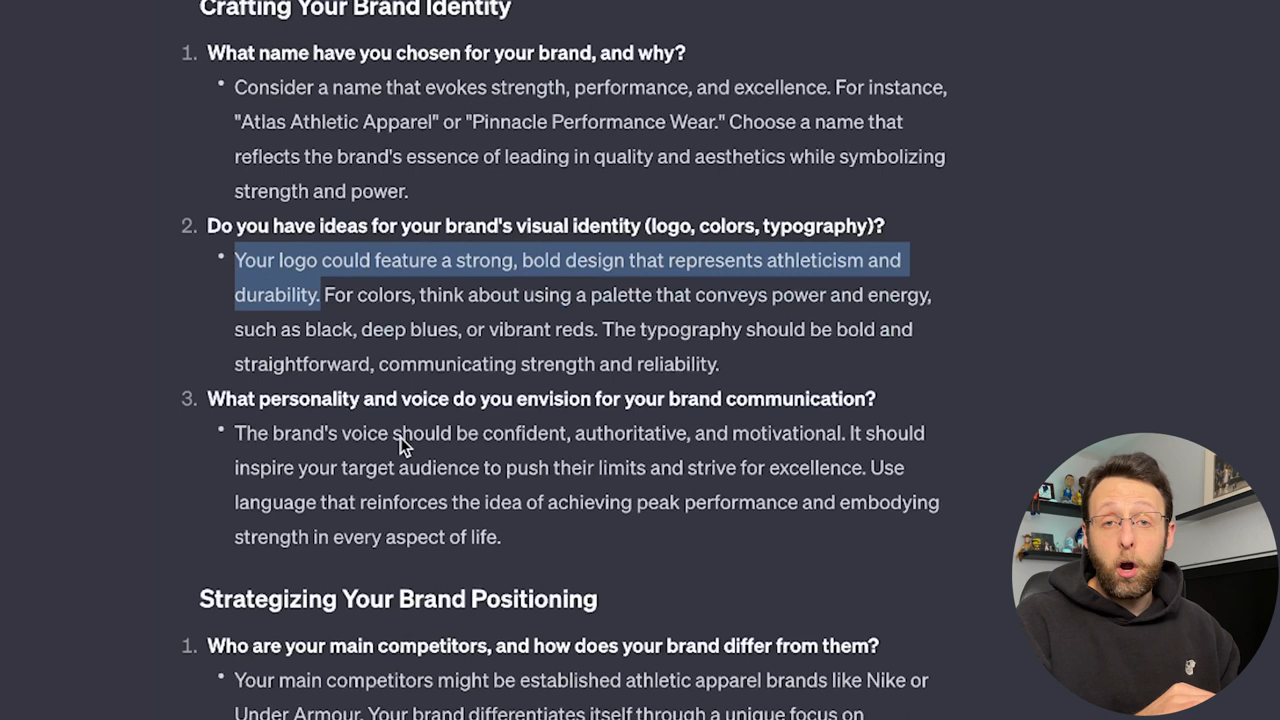 Crafting Your Brand Identity
1. What name have you chosen for your brand, and why?
• Consider a name that evokes strength, performance, and excellence. For instance,
"Atlas Athletic Apparel" or "Pinnacle Performance Wear." Choose a name that
reflects the brand's essence of leading in quality and aesthetics while symbolizing
strength and power.
2. Do you have ideas for your brand's visual identity (logo, colors, typography)?
• Your logo could feature a strong, bold design that represents athleticism and
durability. For colors, think about using a palette that conveys power and energy,
such as black, deep blues, or vibrant reds. The typography should be bold and
straightforward, communicating strength and reliability.
3. What personality and voice do you envision for your brand communication?
• The brand's voice should be confident, authoritative, and motivational. It should
inspire your target audience to push their limits and strive for excellence. Use
language that reinforces the idea of achieving peak performance and embodying
strength in every aspect of life.
Strategizing Your Brand Positioning
1. Who are your main competitors, and how does your brand differ from them?
• Your main competitors might be established athletic apparel brands like Nike or
Under Armour. Your brand differentiates itself through a unique focus on